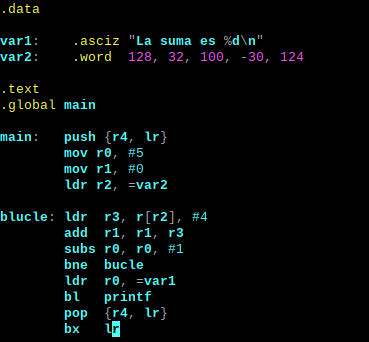 .data
var1: .asciz "La suma es %d\n"
var2: .word 128, 32, 100, -30, 124
.text
.global main
main: push {r4, lr}
mov r0, #5
mov r1, #0
ldr r2, =var2
blucle: ldr r3, r[r2], #4
add r1, r1, r3
subs r0, r0, #1
bne bucle
ldr r0, =var1
bl printf
pop {r4, lr}
bx lr